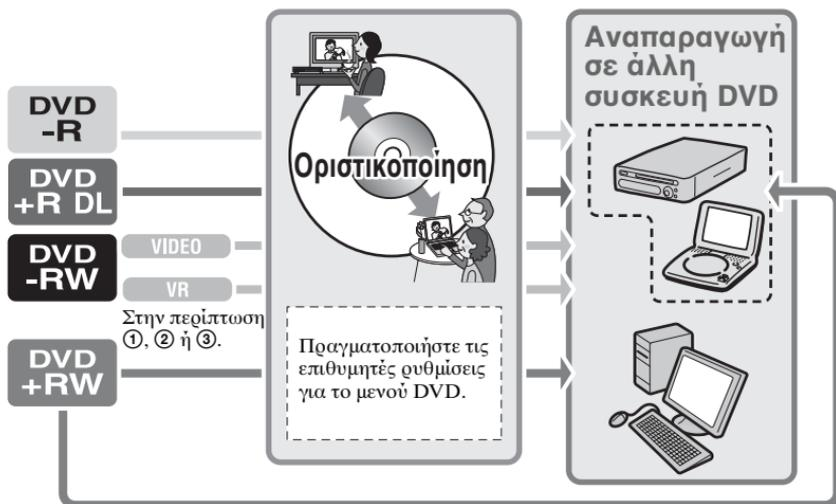 DVD
-R
DVD
+R DL
DVD
-RW
VIDEO
VR
Στην περίπτωση
①, ② ή ③.
DVD
+RW
Οριστικοποίηση
Πραγματοποιήστε τις
επιθυμητές ρυθμίσεις
για το μενού DVD.
Αναπαραγωγή
σε άλλη
συσκευή DVD